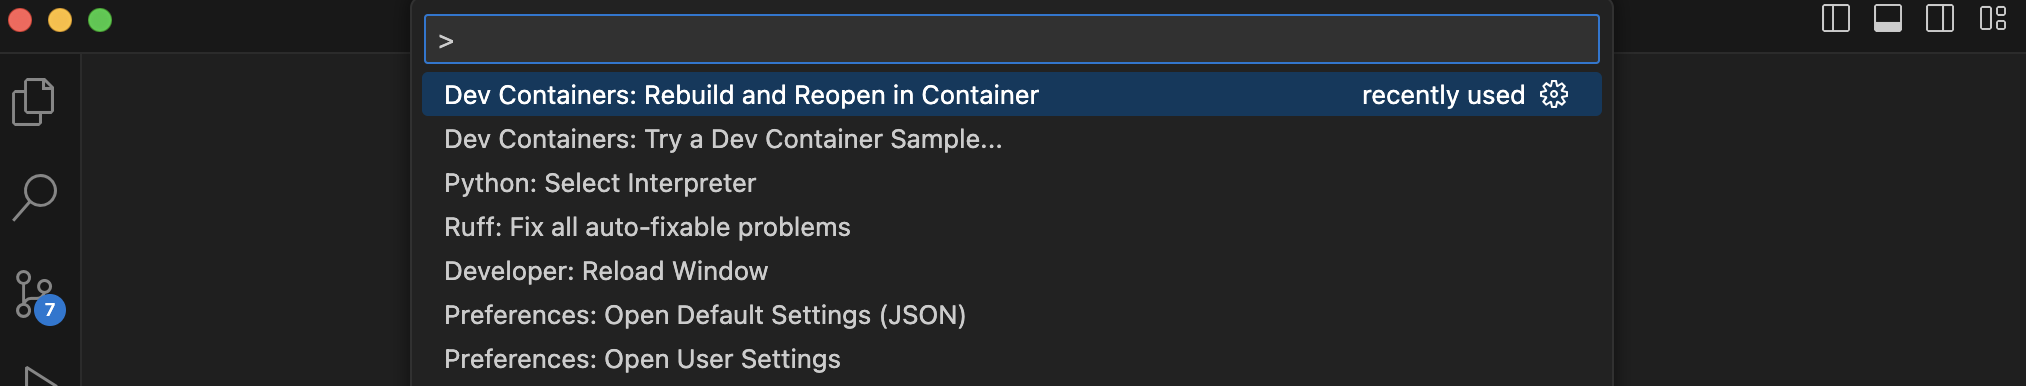 >
Dev Containers: Rebuild and Reopen in Container recently used
Dev Containers: Try a Dev Container Sample...
Python: Select Interpreter
Ruff: Fix all auto-fixable problems
Developer: Reload Window
7
Preferences: Open Default Settings (JSON)
Preferences: Open User Settings